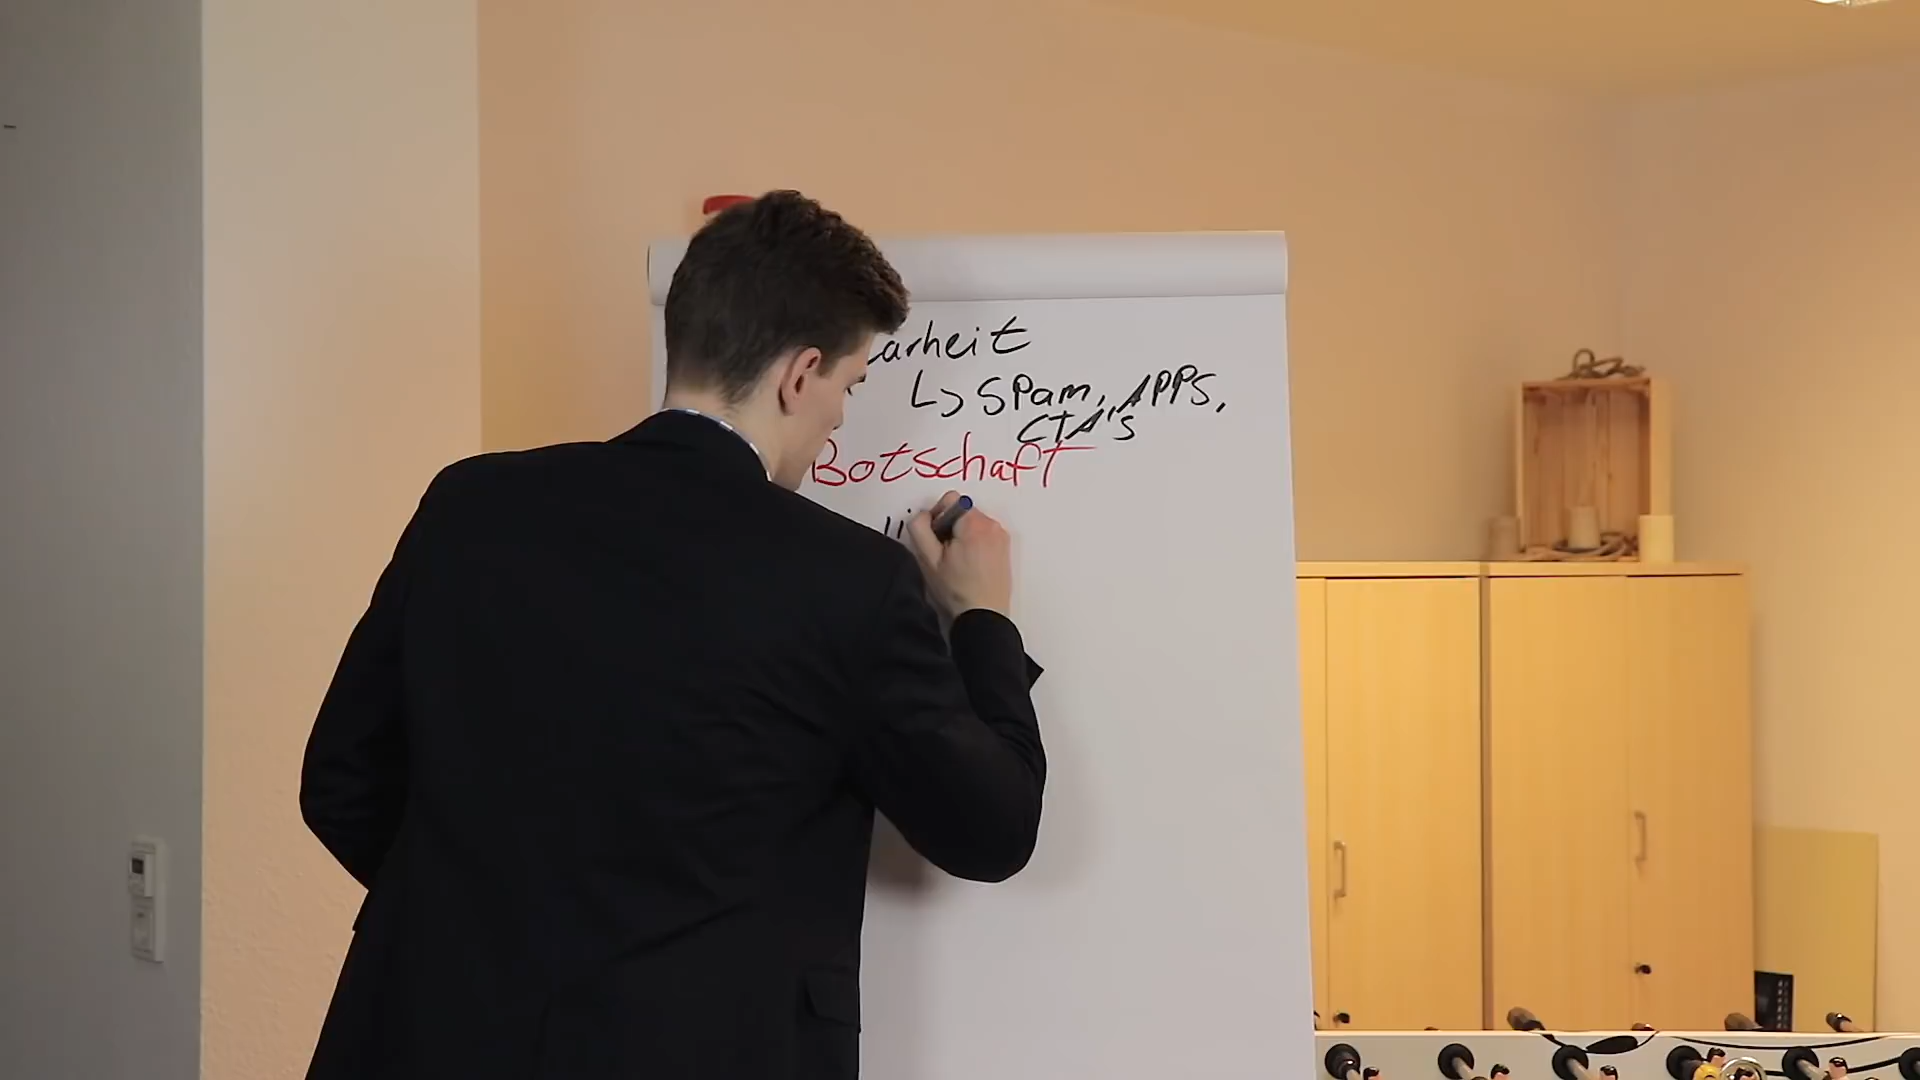 arheit
↳ Spam, APPS,
CTA's
Botschaft